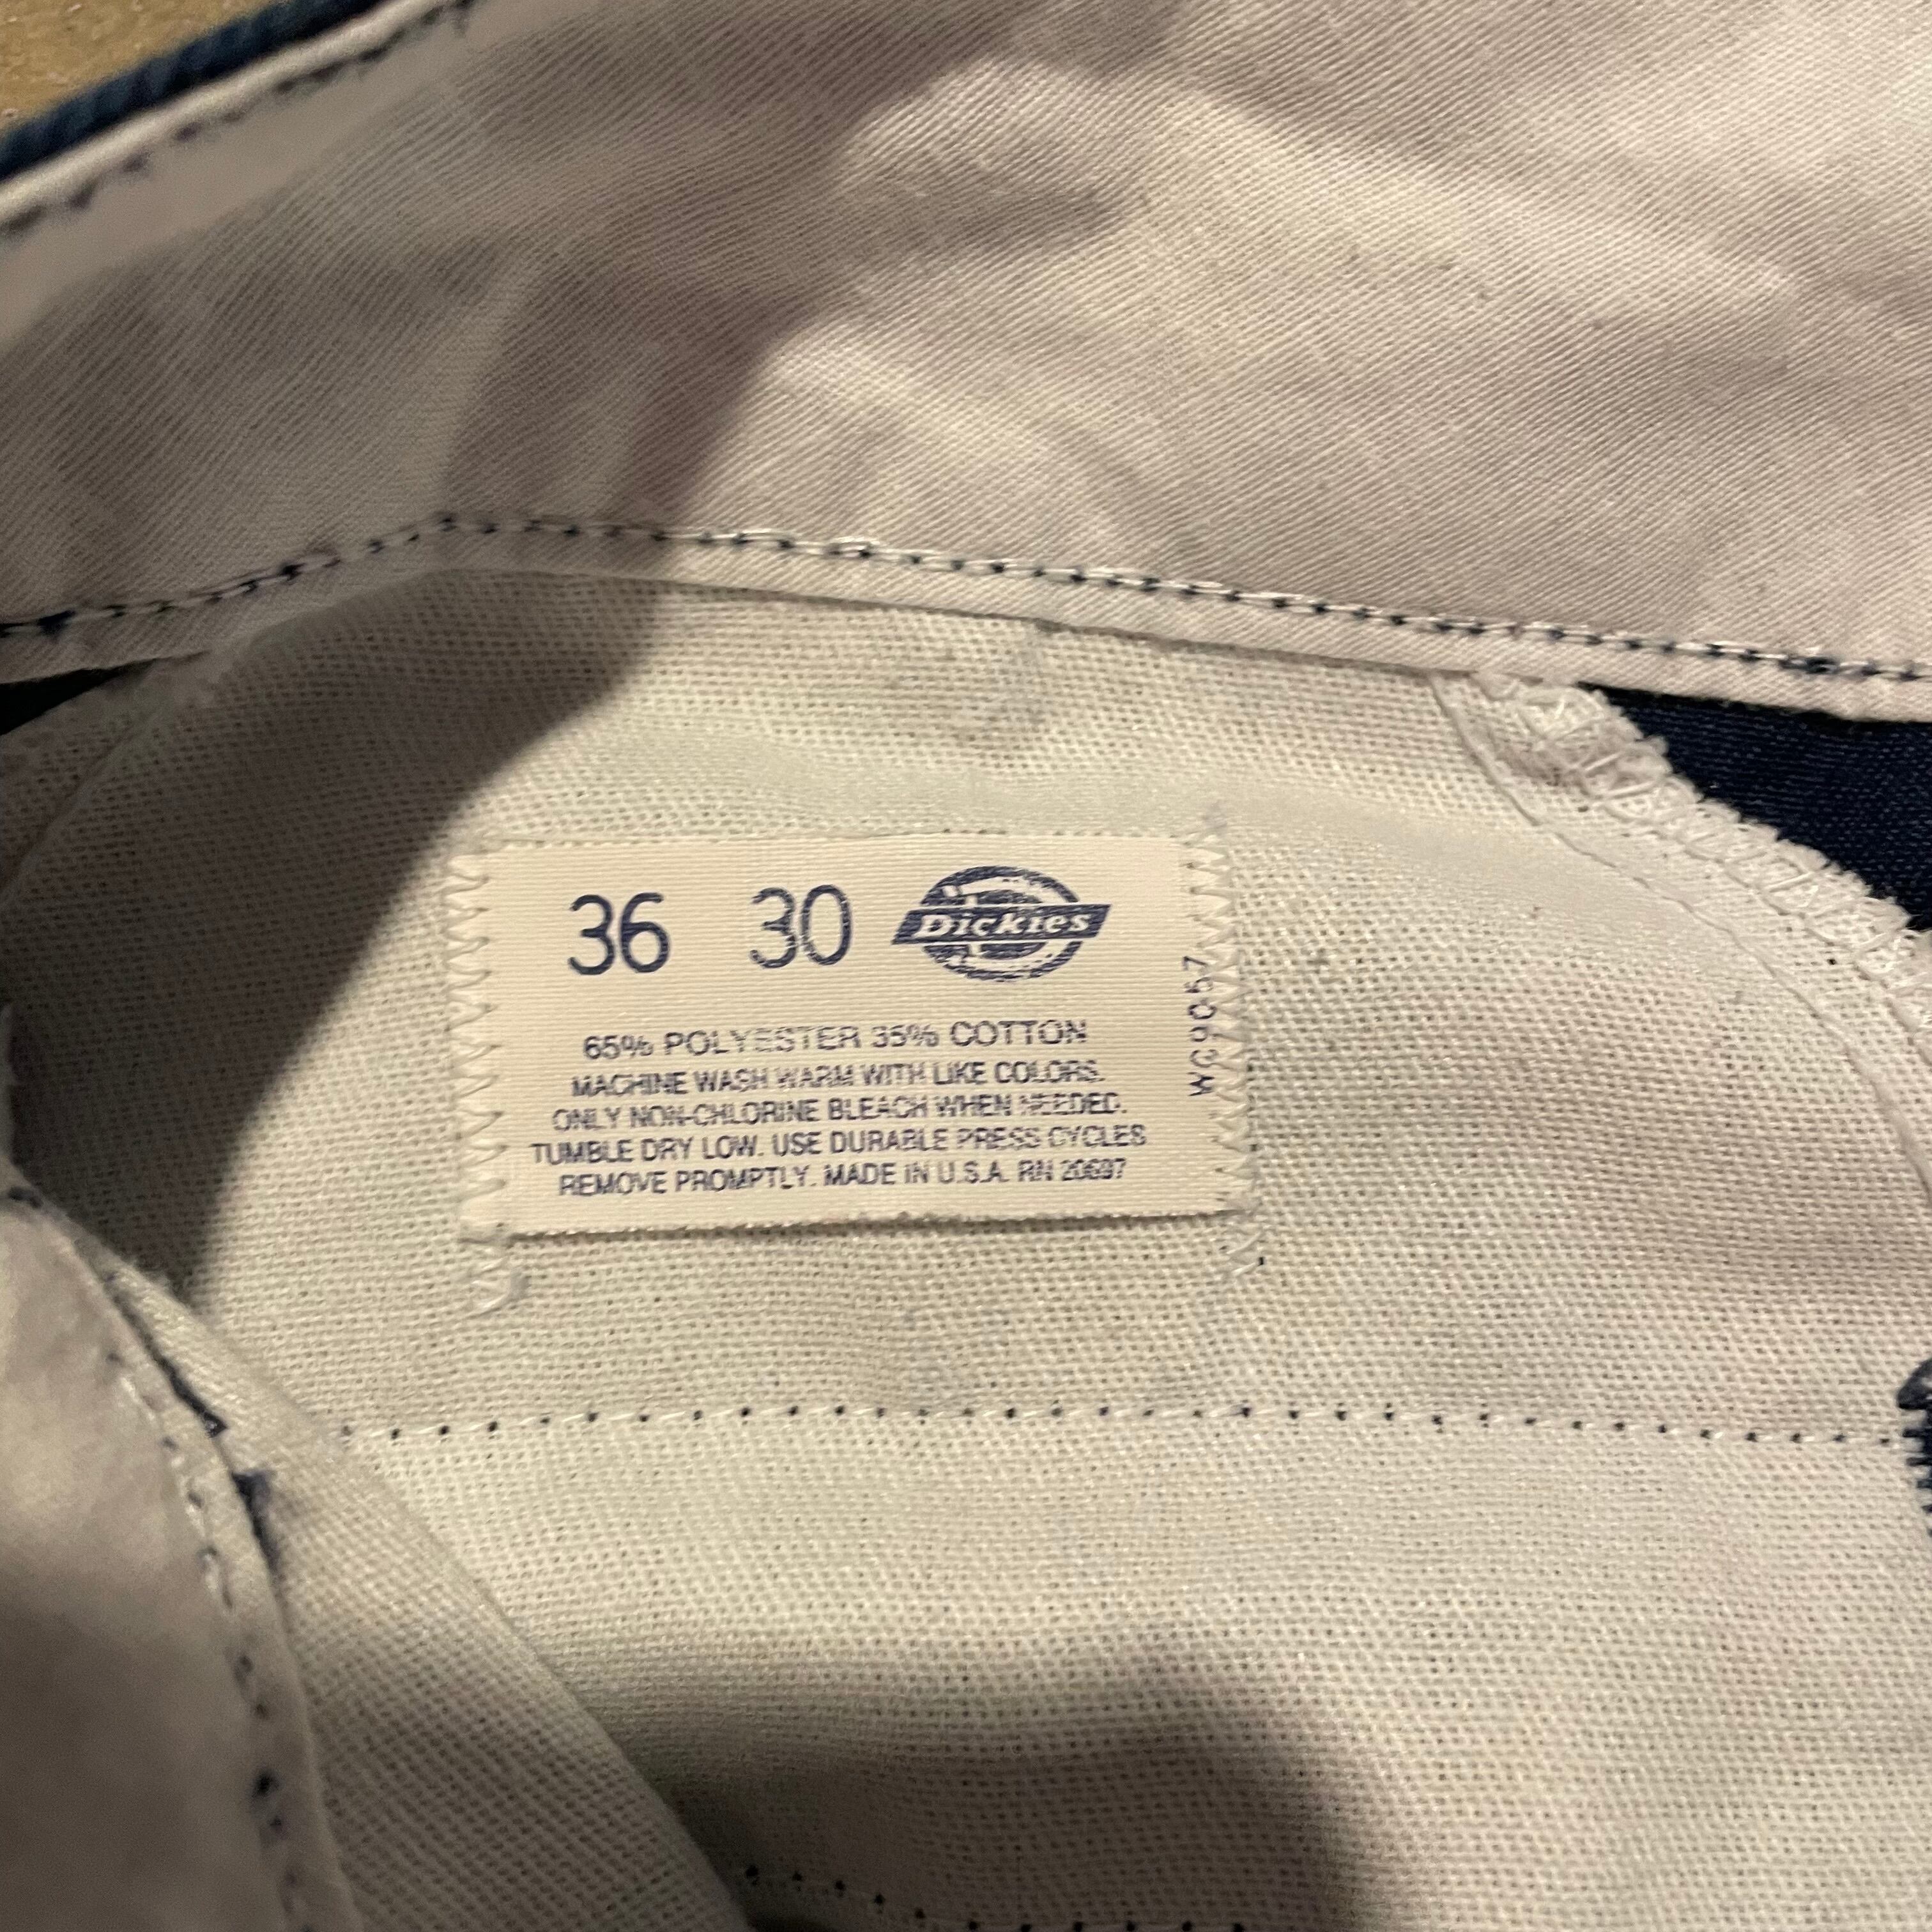 36 30 Dickies
65% POLYESTER 35% COTTON
MACHINE WASH WARM WITH LIKE COLORS.
ONLY NON-CHLORINE BLEACH WHEN NEEDED.
TUMBLE DRY LOW. USE DURABLE PRESS CYCLES
REMOVE PROMPTLY. MADE IN U.S.A. RN 20697